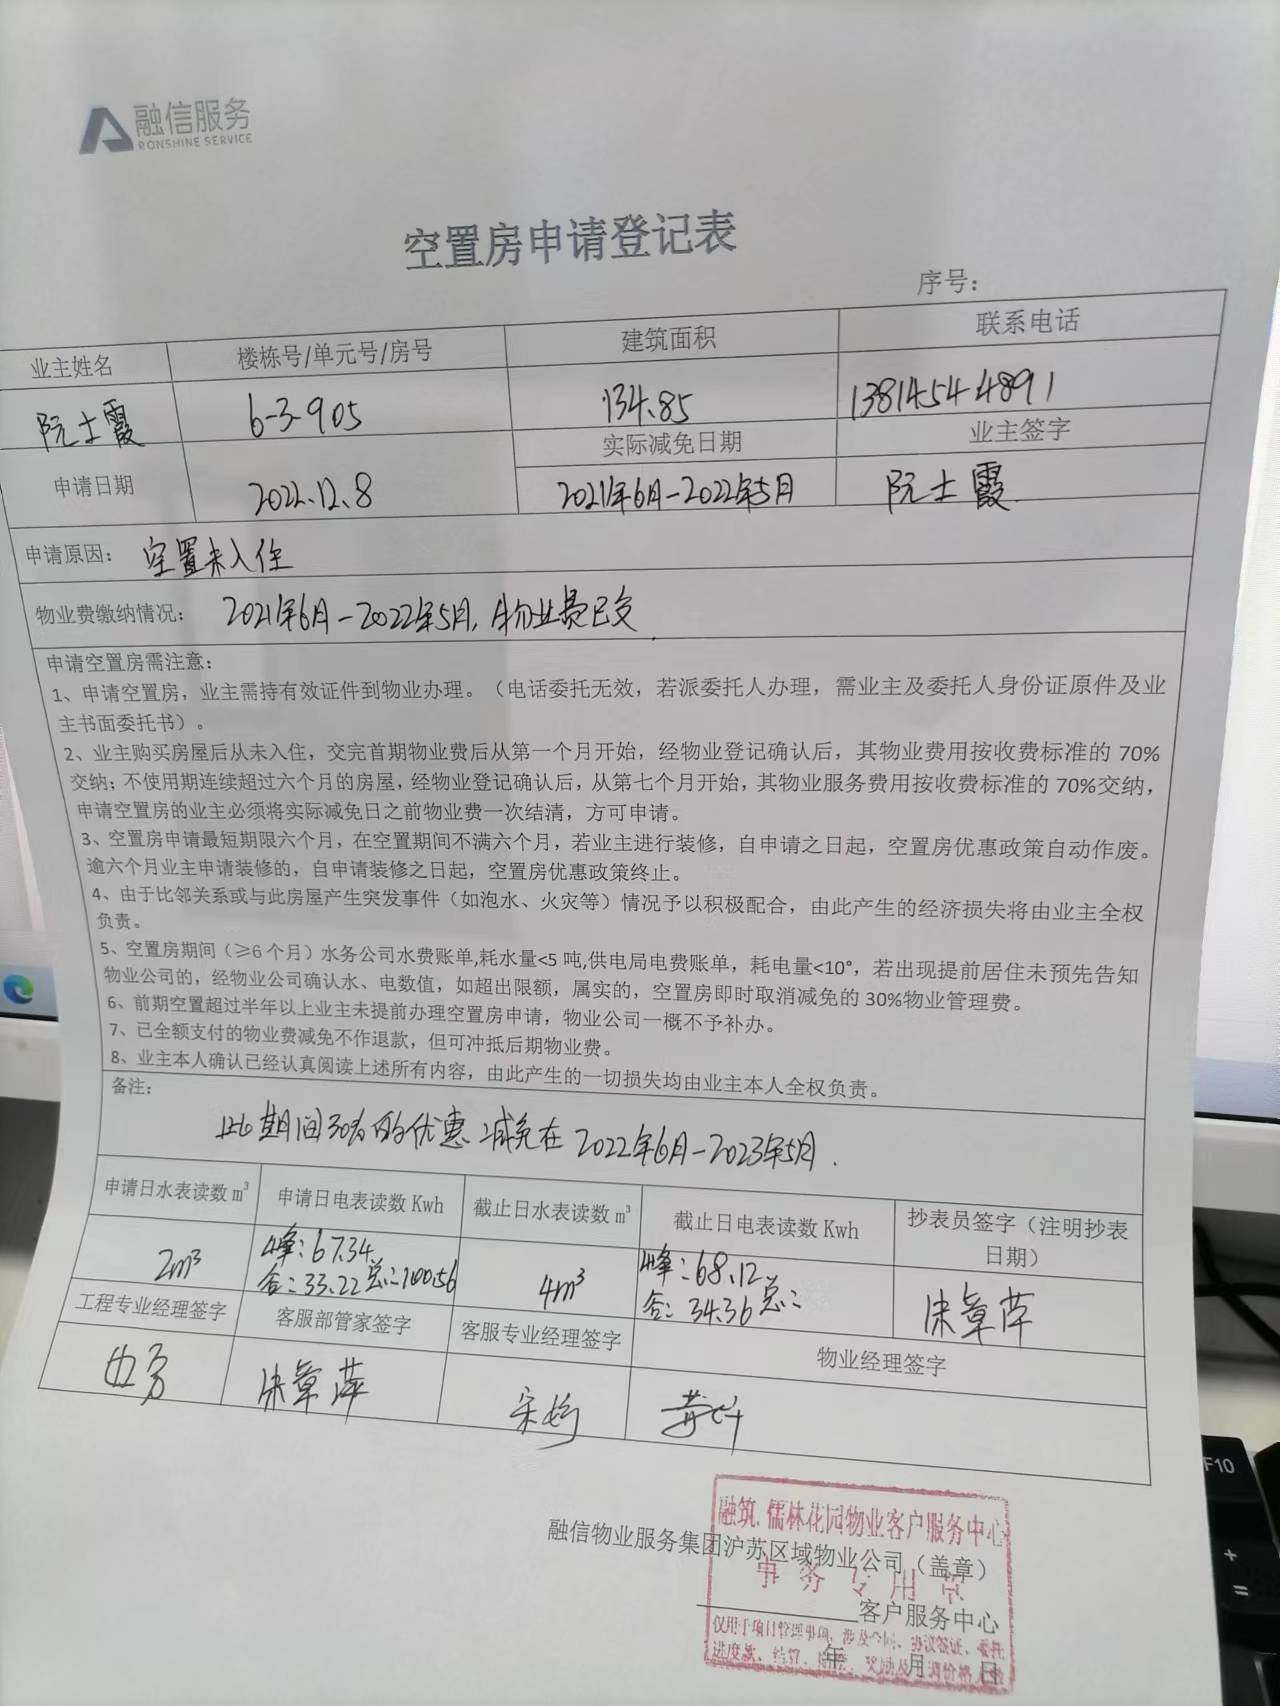 融信服务
RONSHINE SERVICE
空置房申请登记表
序号：
业主姓名 楼栋号/单元号/房号 建筑面积 联系电话
阮士霞 6-3-905 134.85 13814544891
实际减免日期 业主签字
申请日期 2022.12.8 2021年6月-2022年5月 阮士霞
申请原因： 空置未入住
物业费缴纳情况： 2021年6月-2022年5月，物业费已交
申请空置房需注意：
1、申请空置房，业主需持有效证件到物业办理。（电话委托无效，若派委托人办理，需业主及委托人身份证原件及业
主书面委托书）。
2、业主购买房屋后从未入住，交完首期物业费后从第一个月开始，经物业登记确认后，其物业费用按收费标准的 70%
交纳；不使用期连续超过六个月的房屋，经物业登记确认后，从第七个月开始，其物业服务费用按收费标准的 70%交纳，
申请空置房的业主必须将实际减免日之前物业费一次结清，方可申请。
3、空置房申请最短期限六个月，在空置期间不满六个月，若业主进行装修，自申请之日起，空置房优惠政策自动作废。
逾六个月业主申请装修的，自申请装修之日起，空置房优惠政策终止。
4、由于比邻关系或与此房屋产生突发事件（如泡水、火灾等）情况予以积极配合，由此产生的经济损失将由业主全权
负责。
5、空置房期间（≥6 个月）水务公司水费账单,耗水量<5 吨,供电局电费账单，耗电量<10°，若出现提前居住未预先告知
物业公司的，经物业公司确认水、电数值，如超出限额，属实的，空置房即时取消减免的 30%物业管理费。
6、前期空置超过半年以上业主未提前办理空置房申请，物业公司一概不予补办。
7、已全额支付的物业费减免不作退款，但可冲抵后期物业费。
8、业主本人确认已经认真阅读上述所有内容，由此产生的一切损失均由业主本人全权负责。
备注：
此期间30%的优惠减免在2022年6月-2023年5月.
申请日水表读数 m³ 申请日电表读数 Kwh 截止日水表读数 m³ 截止日电表读数 Kwh 抄表员签字（注明抄表
日期）
2m³ 峰：67.34 4m³ 峰：68.12
谷：33.22 总：100.56 谷：34.36 总：
工程专业经理签字 客服部管家签字 客服专业经理签字 物业经理签字
融筑.儒林花园物业客户服务中心
融信物业服务集团沪苏区域物业公司（盖章）
事务专用章
客户服务中心
年 月 日
F10